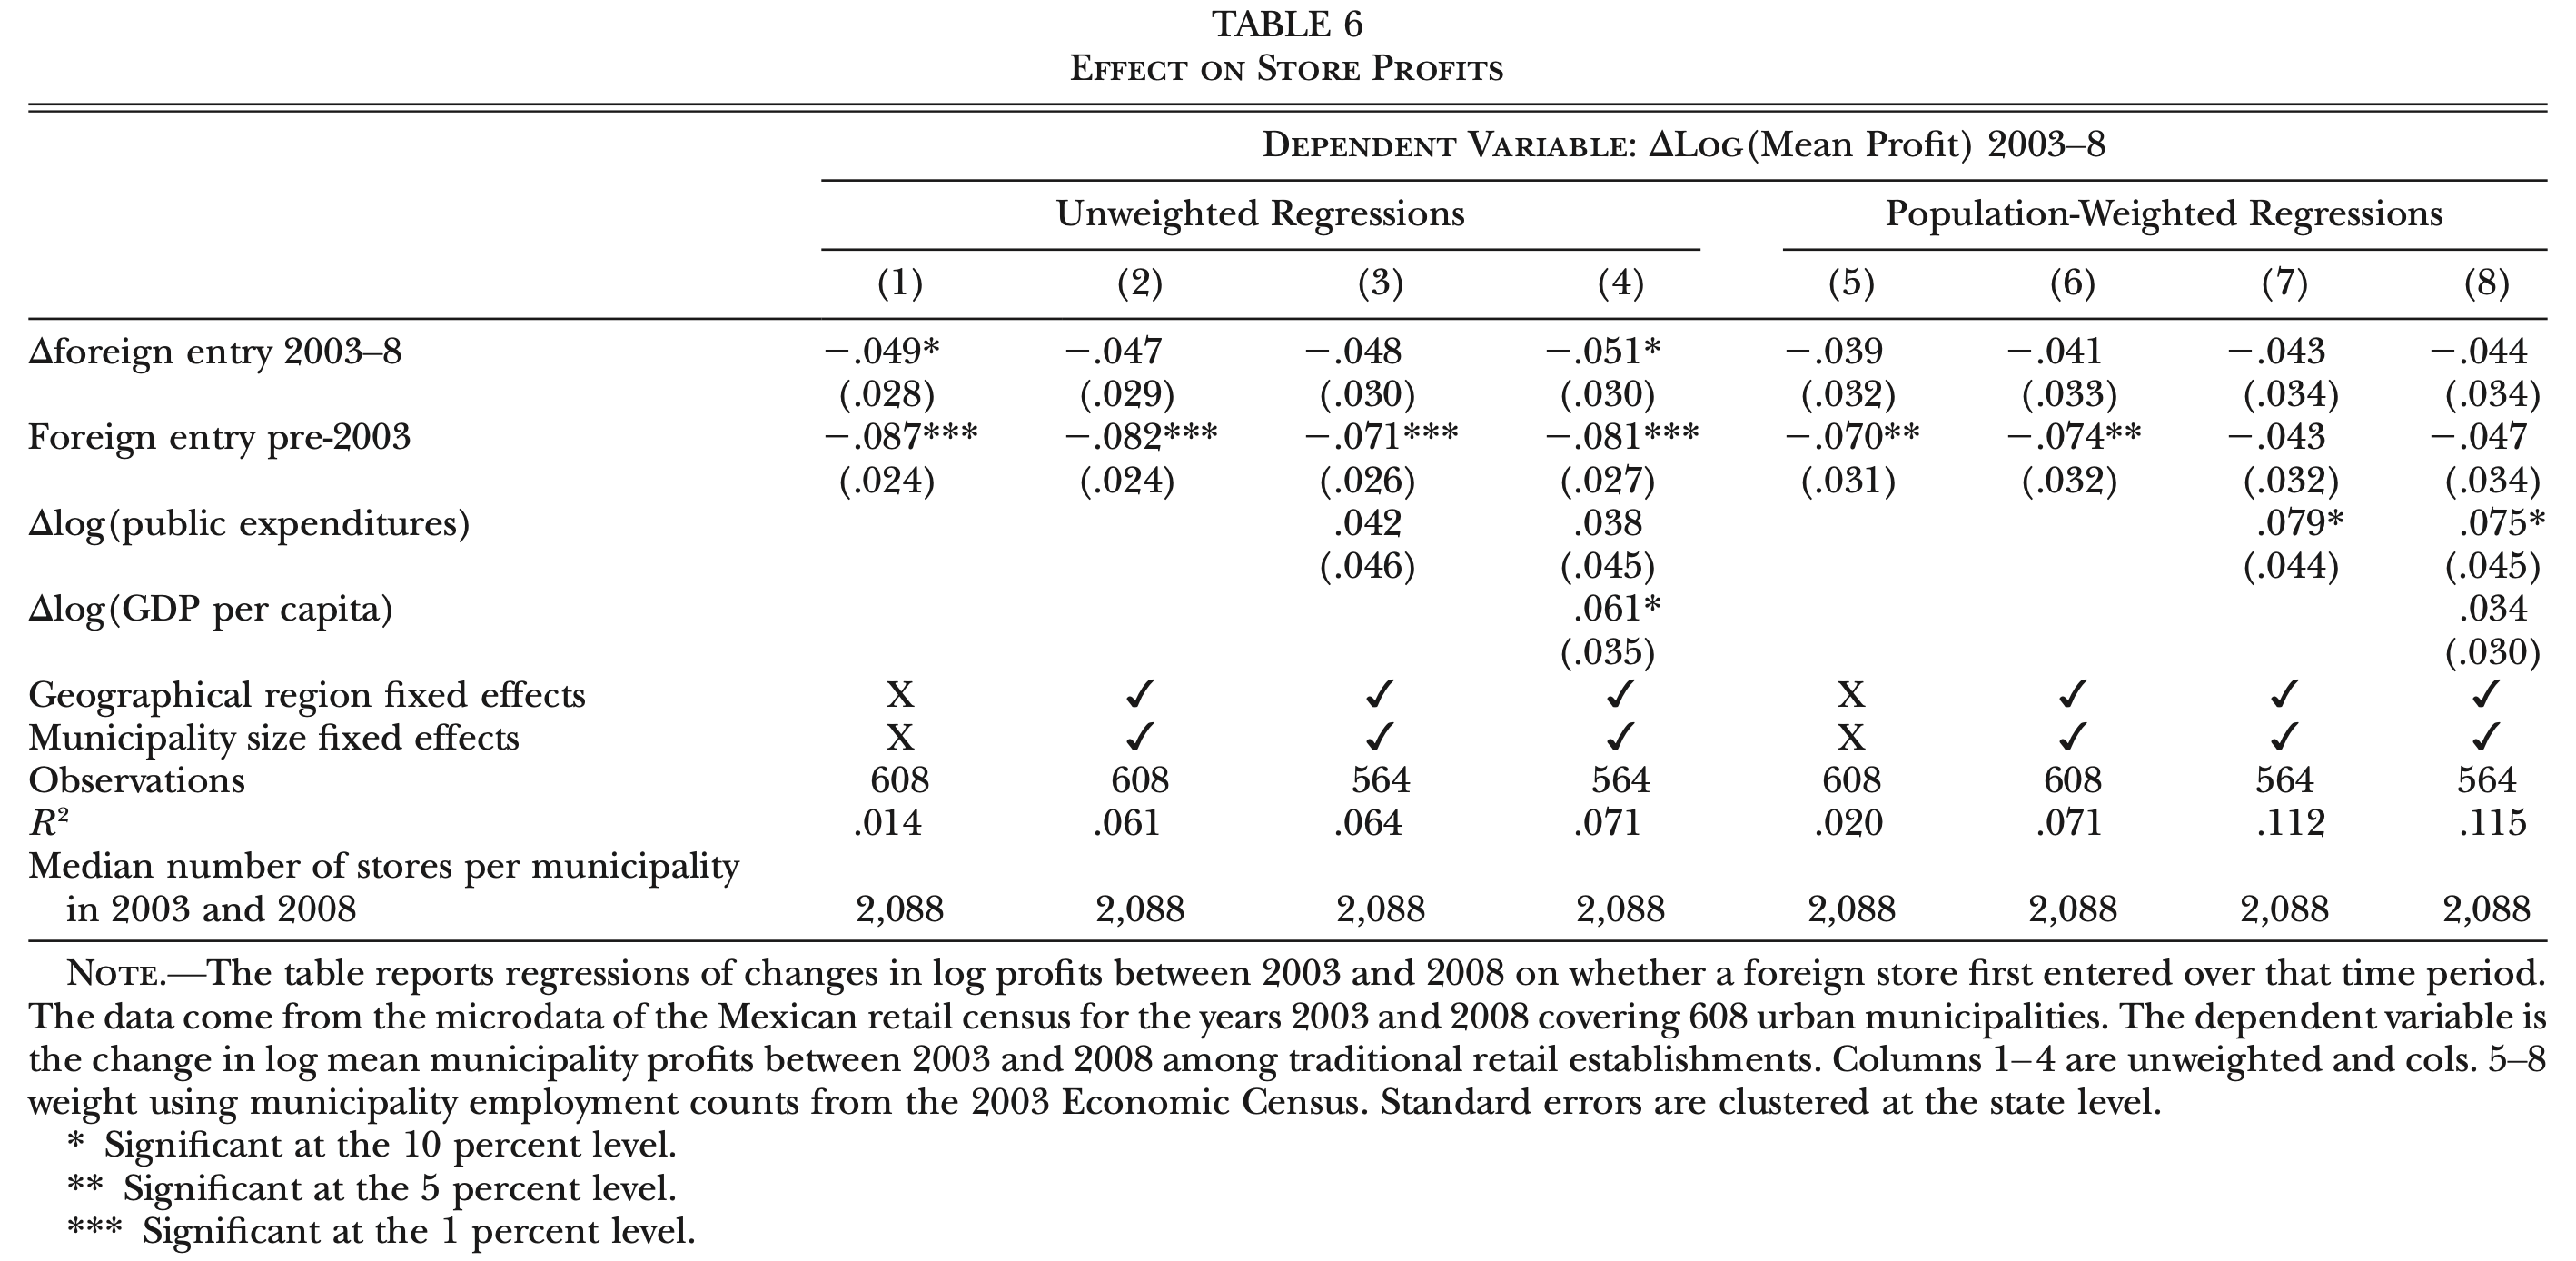 TABLE 6
Effect on Store Profits
Dependent Variable: ΔLog(Mean Profit) 2003–8
Unweighted Regressions Population-Weighted Regressions
(1) (2) (3) (4) (5) (6) (7) (8)
Δforeign entry 2003–8 −.049* −.047 −.048 −.051* −.039 −.041 −.043 −.044
(.028) (.029) (.030) (.030) (.032) (.033) (.034) (.034)
Foreign entry pre-2003 −.087*** −.082*** −.071*** −.081*** −.070** −.074** −.043 −.047
(.024) (.024) (.026) (.027) (.031) (.032) (.032) (.034)
Δlog(public expenditures) .042 .038 .079* .075*
(.046) (.045) (.044) (.045)
Δlog(GDP per capita) .061* .034
(.035) (.030)
Geographical region fixed effects X ✓ ✓ ✓ X ✓ ✓ ✓
Municipality size fixed effects X ✓ ✓ ✓ X ✓ ✓ ✓
Observations 608 608 564 564 608 608 564 564
R² .014 .061 .064 .071 .020 .071 .112 .115
Median number of stores per municipality
in 2003 and 2008 2,088 2,088 2,088 2,088 2,088 2,088 2,088 2,088
Note.—The table reports regressions of changes in log profits between 2003 and 2008 on whether a foreign store first entered over that time period.
The data come from the microdata of the Mexican retail census for the years 2003 and 2008 covering 608 urban municipalities. The dependent variable is
the change in log mean municipality profits between 2003 and 2008 among traditional retail establishments. Columns 1–4 are unweighted and cols. 5–8
weight using municipality employment counts from the 2003 Economic Census. Standard errors are clustered at the state level.
* Significant at the 10 percent level.
** Significant at the 5 percent level.
*** Significant at the 1 percent level.